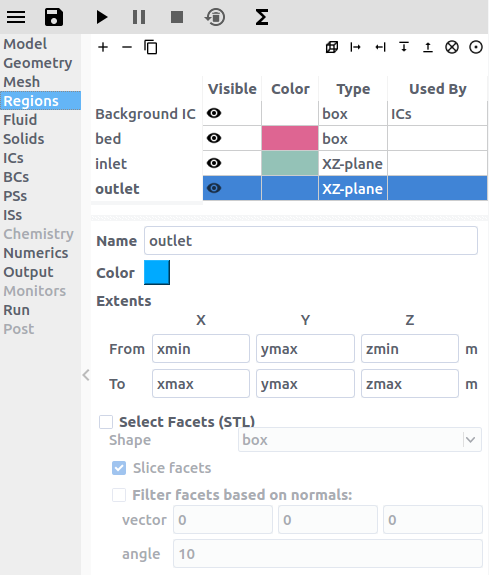 Model
Geometry
Mesh
Regions
Fluid
Solids
ICs
BCs
PSs
ISs
Chemistry
Numerics
Output
Monitors
Run
Post
Visible Color Type Used By
Background IC box ICs
bed box
inlet XZ-plane
outlet XZ-plane
Name outlet
Color
Extents
X Y Z
From xmin ymax zmin m
To xmax ymax zmax m
Select Facets (STL)
Shape box
Slice facets
Filter facets based on normals:
vector 0 0 0
angle 10